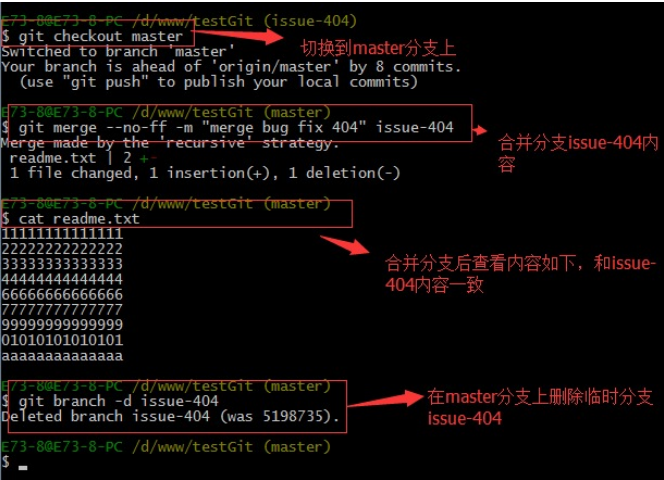 E73-8@E73-8-PC /d/www/testGit (issue-404)
$ git checkout master
切换到master分支上
Switched to branch 'master'
Your branch is ahead of 'origin/master' by 8 commits.
(use "git push" to publish your local commits)
E73-8@E73-8-PC /d/www/testGit (master)
$ git merge --no-ff -m "merge bug fix 404" issue-404
合并分支issue-404内
容
Merge made by the 'recursive' strategy.
readme.txt | 2 +-
1 file changed, 1 insertion(+), 1 deletion(-)
E73-8@E73-8-PC /d/www/testGit (master)
$ cat readme.txt
11111111111111
22222222222222
33333333333333
44444444444444
66666666666666
77777777777777
99999999999999
01010101010101
aaaaaaaaaaaaaa
合并分支后查看内容如下，和issue-
404内容一致
E73-8@E73-8-PC /d/www/testGit (master)
$ git branch -d issue-404
Deleted branch issue-404 (was 5198735).
在master分支上删除临时分支
issue-404
E73-8@E73-8-PC /d/www/testGit (master)
$